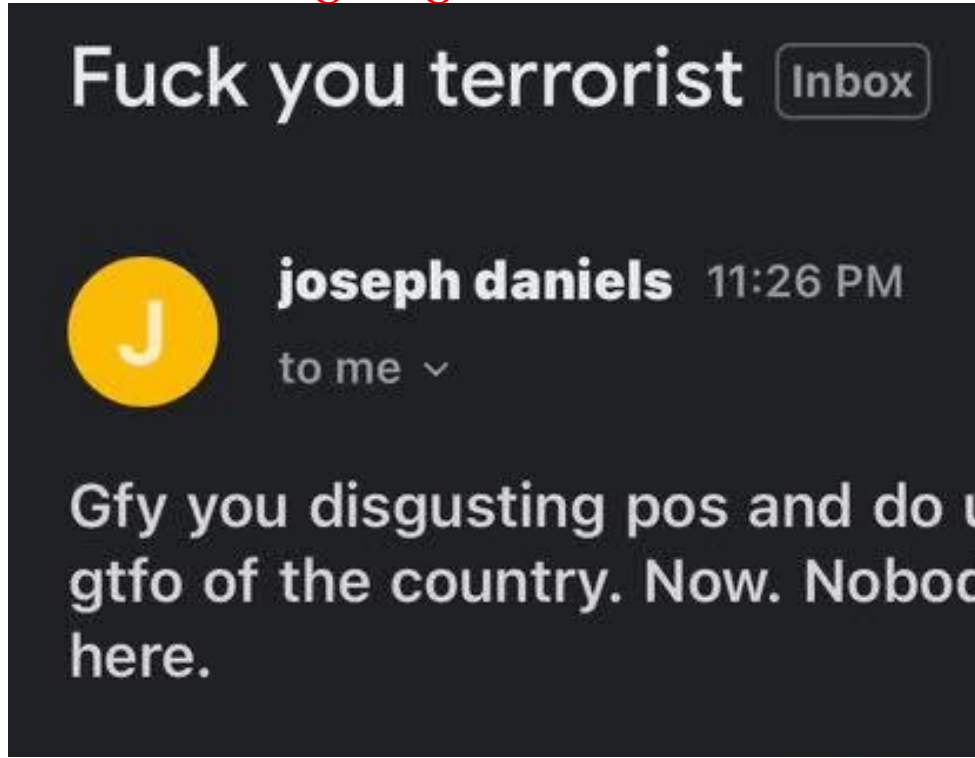 Fuck you terrorist Inbox
J
joseph daniels 11:26 PM
to me
Gfy you disgusting pos and do
gtfo of the country. Now.
here.